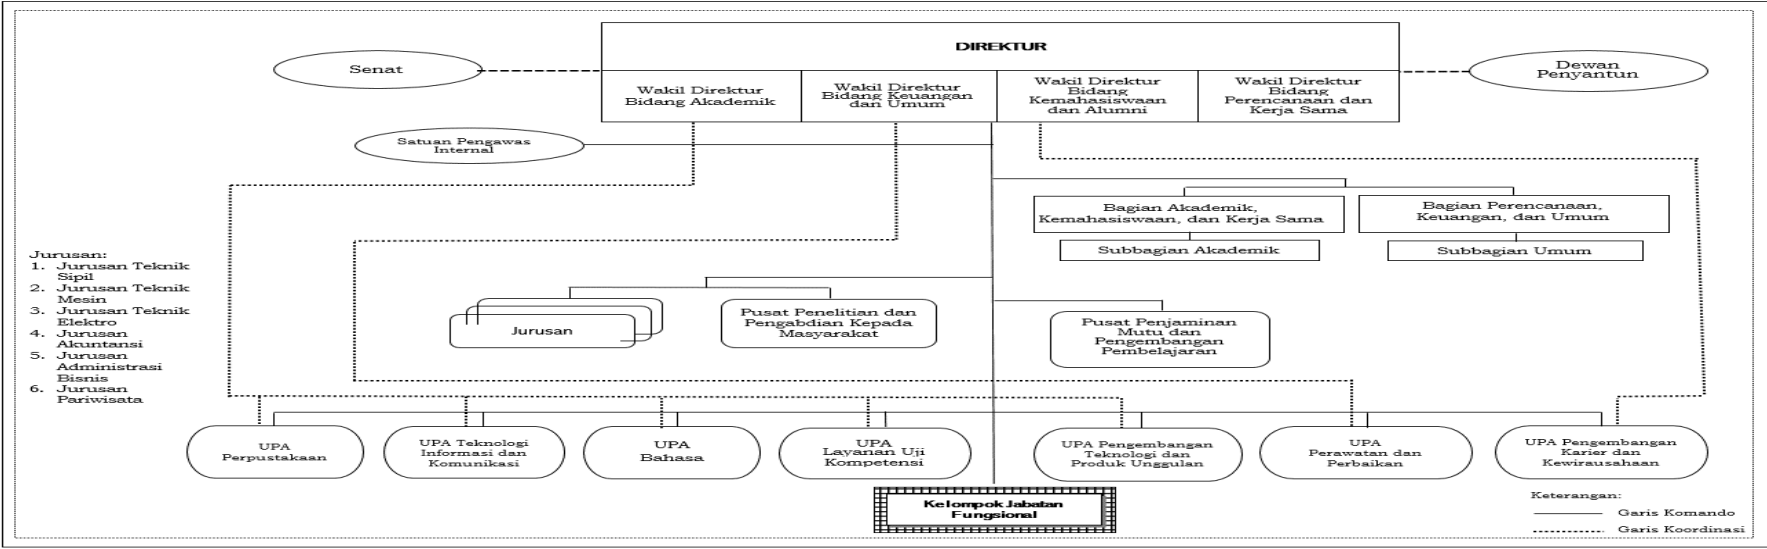 DIREKTUR
Senat
Dewan
Penyantun
Wakil Direktur
Bidang Akademik
Wakil Direktur
Bidang Keuangan
dan Umum
Wakil Direktur
Bidang
Kemahasiswaan
dan Alumni
Wakil Direktur
Bidang
Perencanaan dan
Kerja Sama
Satuan Pengawas
Internal
Bagian Akademik,
Kemahasiswaan, dan Kerja Sama
Bagian Perencanaan,
Keuangan, dan Umum
Subbagian Akademik
Subbagian Umum
Jurusan:
1. Jurusan Teknik
Sipil
2. Jurusan Teknik
Mesin
3. Jurusan Teknik
Elektro
4. Jurusan
Akuntansi
5. Jurusan
Administrasi
Bisnis
6. Jurusan
Pariwisata
Jurusan
Pusat Penelitian dan
Pengabdian Kepada
Masyarakat
Pusat Penjaminan
Mutu dan
Pengembangan
Pembelajaran
UPA
Perpustakaan
UPA Teknologi
Informasi dan
Komunikasi
UPA
Bahasa
UPA
Layanan Uji
Kompetensi
UPA Pengembangan
Teknologi dan
Produk Unggulan
UPA
Perawatan dan
Perbaikan
UPA Pengembangan
Karier dan
Kewirausahaan
Kelompok Jabatan
Fungsional
Keterangan:
Garis Komando
Garis Koordinasi